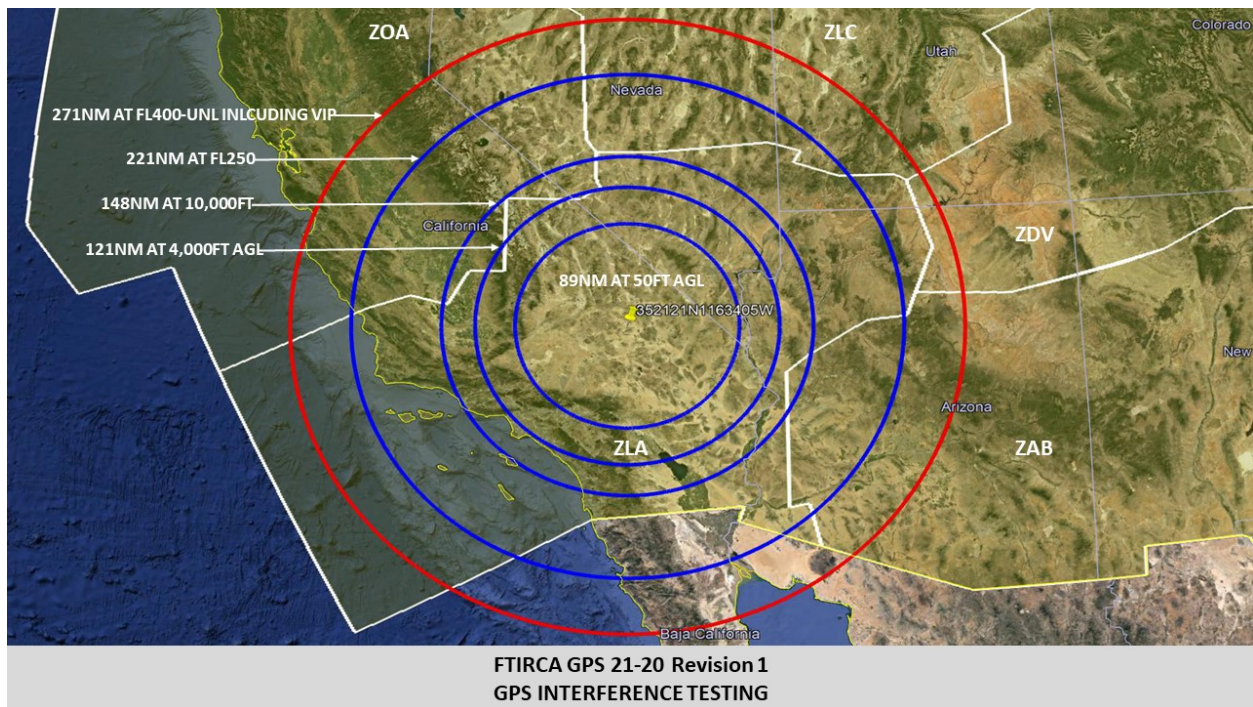 ZOA
ZLC
Colorado
Utah
Nevada
271NM AT FL400-UNL INLCUDING VIP
221NM AT FL250
148NM AT 10,000FT
California
121NM AT 4,000FT AGL
ZDV
89NM AT 50FT AGL
352121N1163405W
New
Arizona
ZLA
ZAB
Baja California
FTIRCA GPS 21-20 Revision 1
GPS INTERFERENCE TESTING